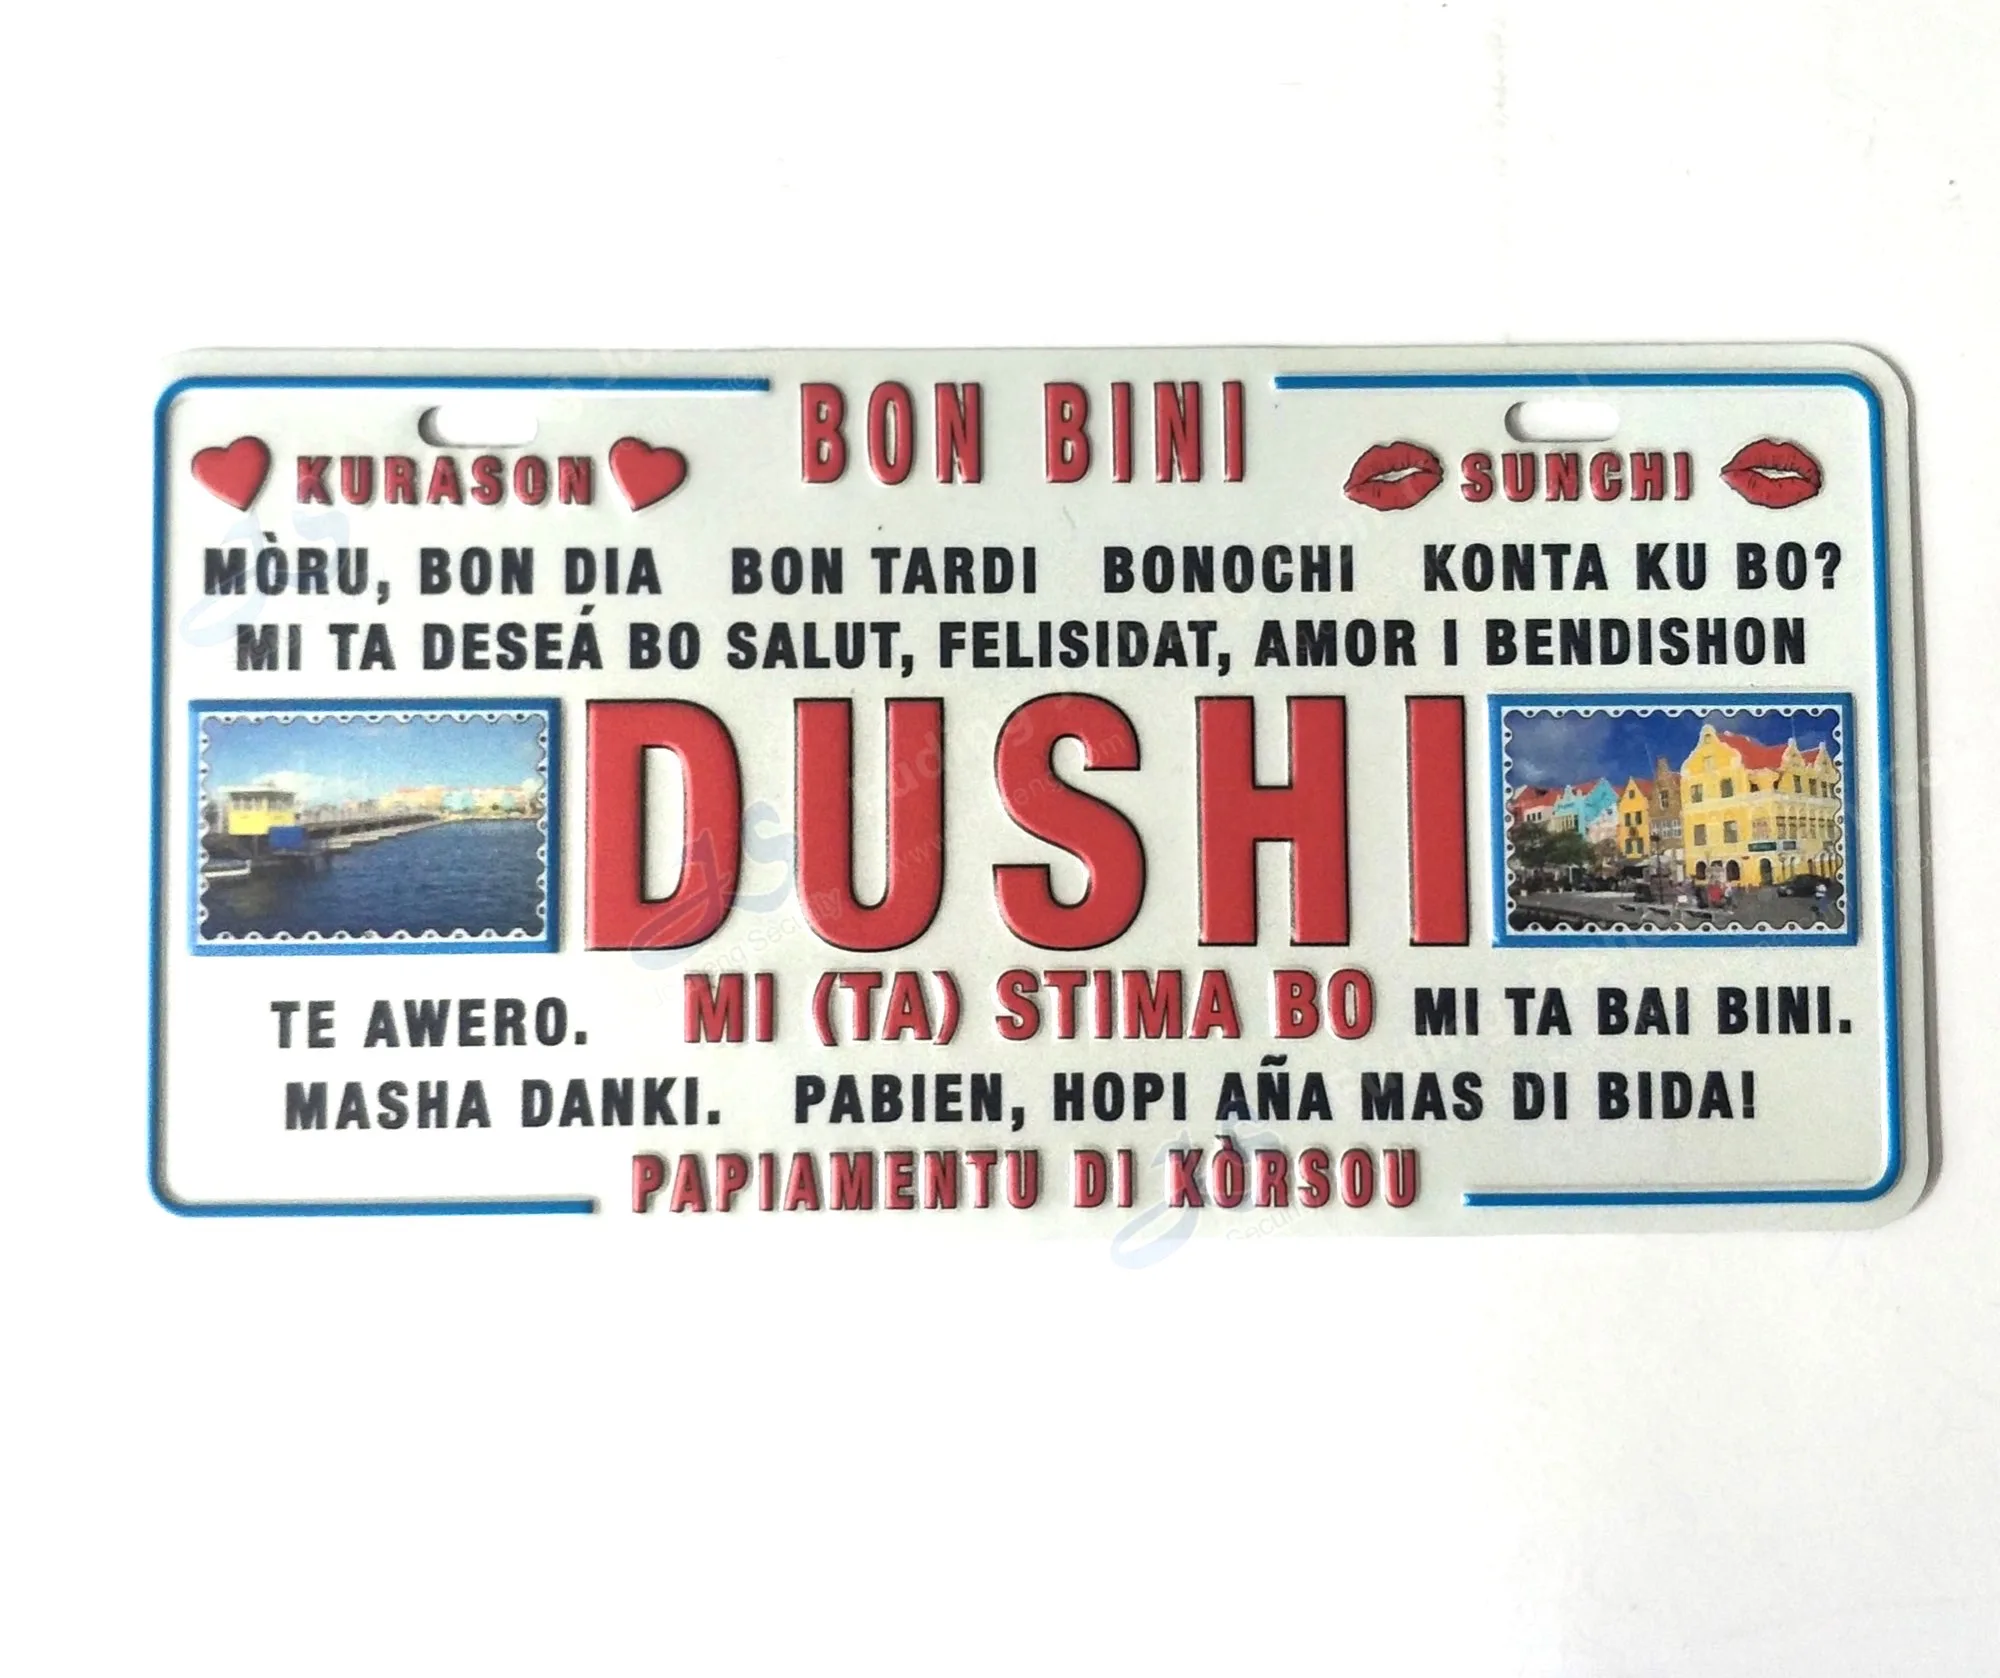 BON BINI
KURASON
SUNCHI
MÒRU, BON DIA BON TARDI BONOCHI KONTA KU BO?
MI TA DESEÁ BO SALUT, FELISIDAT, AMOR I BENDISHON
DUSHI
TE AWERO. MI (TA) STIMA BO MI TA BAI BINI.
MASHA DANKI. PABIEN, HOPI AÑA MAS DI BIDA!
PAPIAMENTU DI KÒRSOU